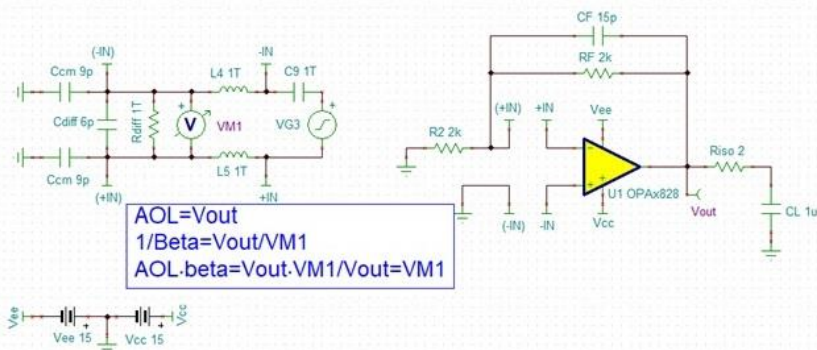 CF 15p
RF 2k
(-IN)
-IN
Ccm 9p
L4 1T
C9 1T
Cdiff 6p
Rdiff 1T
V
VM1
VG3
Ccm 9p
L5 1T
(+IN)
+IN
R2 2k
(+IN)
+IN
Vee
Riso 2
U1 OPAx828
Vout
CL 1u
(-IN)
-IN
Vcc
AOL=Vout
1/Beta=Vout/VM1
AOL·beta=Vout·VM1/Vout=VM1
Vee
Vee 15
Vcc 15
Vcc